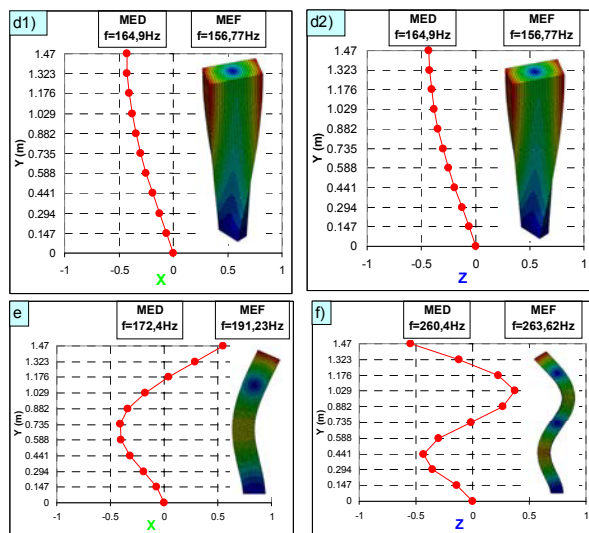 d1)
MED
f=164,9Hz
MEF
f=156,77Hz
1.47
1.323
1.176
1.029
0.882
0.735
0.588
0.441
0.294
0.147
0
Y (m)
-1
-0.5
0
0.5
1
X
d2)
MED
f=164,9Hz
MEF
f=156,77Hz
1.47
1.323
1.176
1.029
0.882
0.735
0.588
0.441
0.294
0.147
0
Y (m)
-1
-0.5
0
0.5
1
Z
e
MED
f=172,4Hz
MEF
f=191,23Hz
1.47
1.323
1.176
1.029
0.882
0.735
0.588
0.441
0.294
0.147
0
Y (m)
-1
-0.5
0
0.5
1
X
f)
MED
f=260,4Hz
MEF
f=263,62Hz
1.47
1.323
1.176
1.029
0.882
0.735
0.588
0.441
0.294
0.147
0
Y (m)
-1
-0.5
0
0.5
1
Z